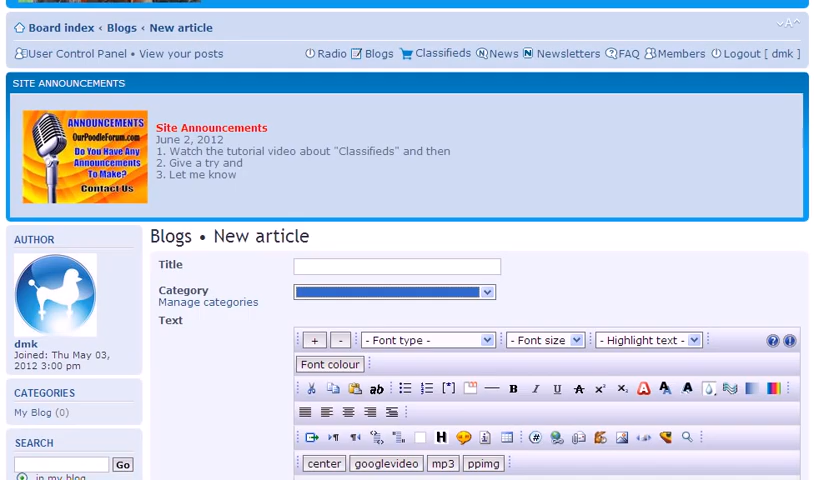 Board index ‹ Blogs ‹ New article
User Control Panel • View your posts
Radio Blogs Classifieds News Newsletters FAQ Members Logout [ dmk ]
SITE ANNOUNCEMENTS
ANNOUNCEMENTS
OurPoodleForum.com
Do You Have Any
Announcements
To Make?
Contact Us
Site Announcements
June 2, 2012
1. Watch the tutorial video about "Classifieds" and then
2. Give a try and
3. Let me know
AUTHOR
dmk
Joined: Thu May 03,
2012 3:00 pm
CATEGORIES
My Blog (0)
SEARCH
Go
in my blog
Blogs • New article
Title
Category
Manage categories
Text
+ - - Font type - - Font size - - Highlight text -
Font colour
center googlevideo mp3 ppimg